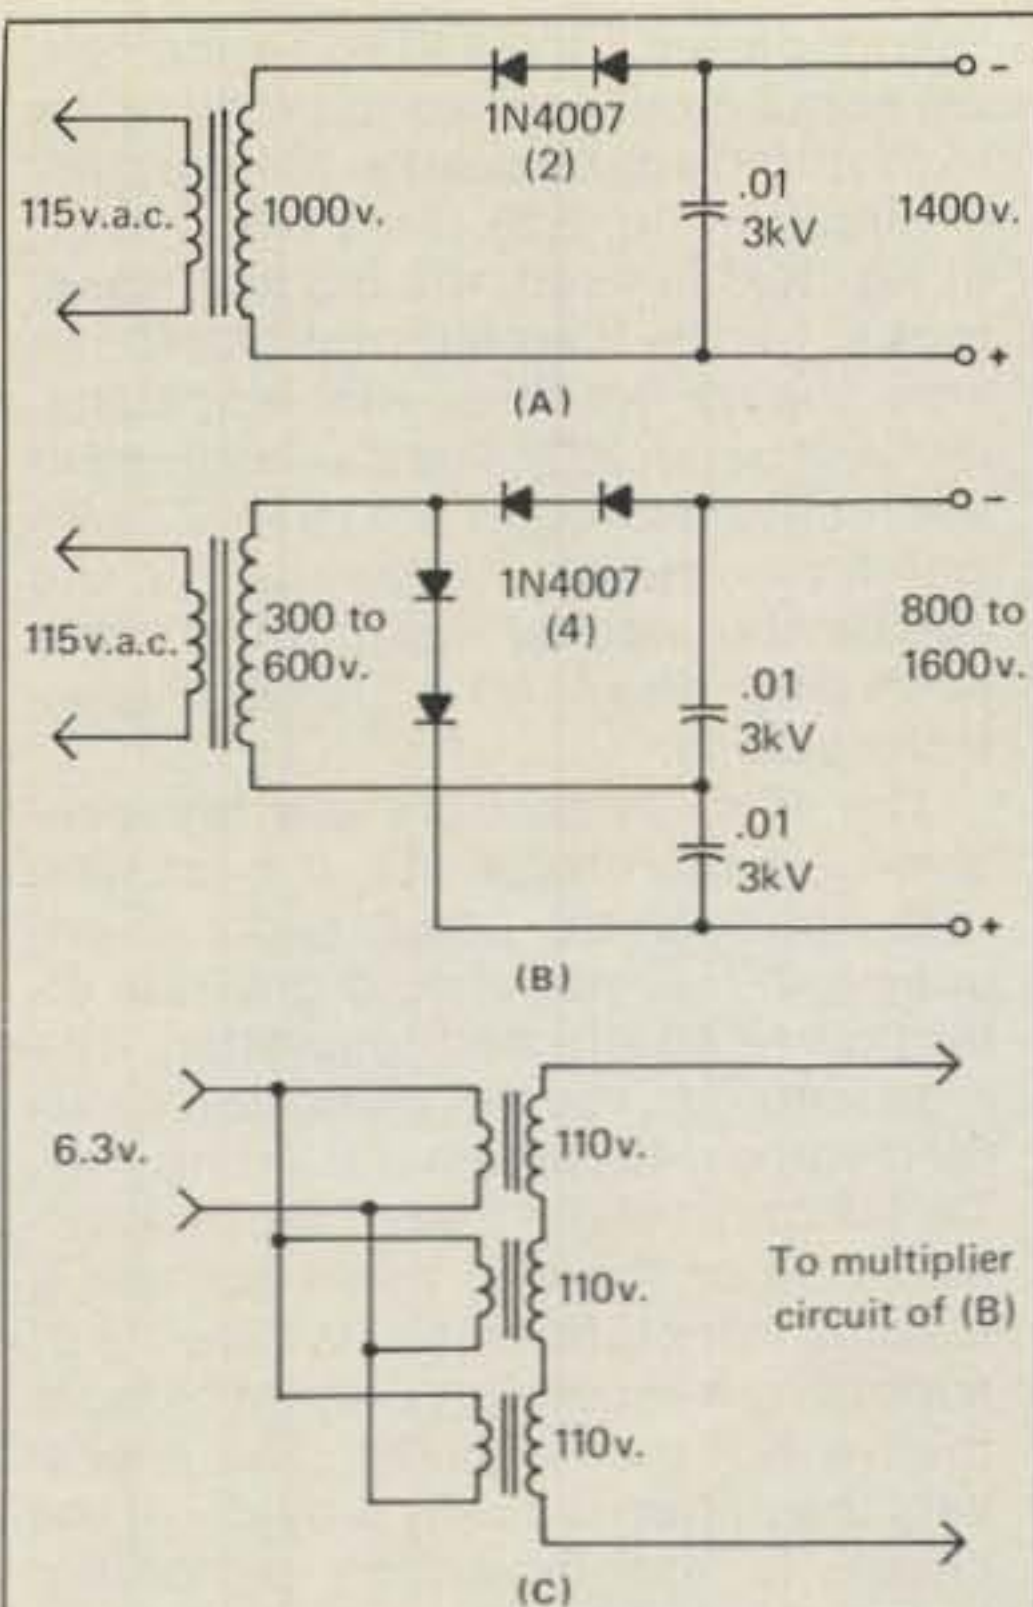 -
1N4007
(2)
115v.a.c.
1000v.
.01
3kV
1400v.
+
(A)
-
115v.a.c.
300 to
600v.
1N4007
(4)
800 to
1600v.
.01
3kV
.01
3kV
+
(B)
6.3v.
110v.
110v.
110v.
To multiplier
circuit of (B)
(C)